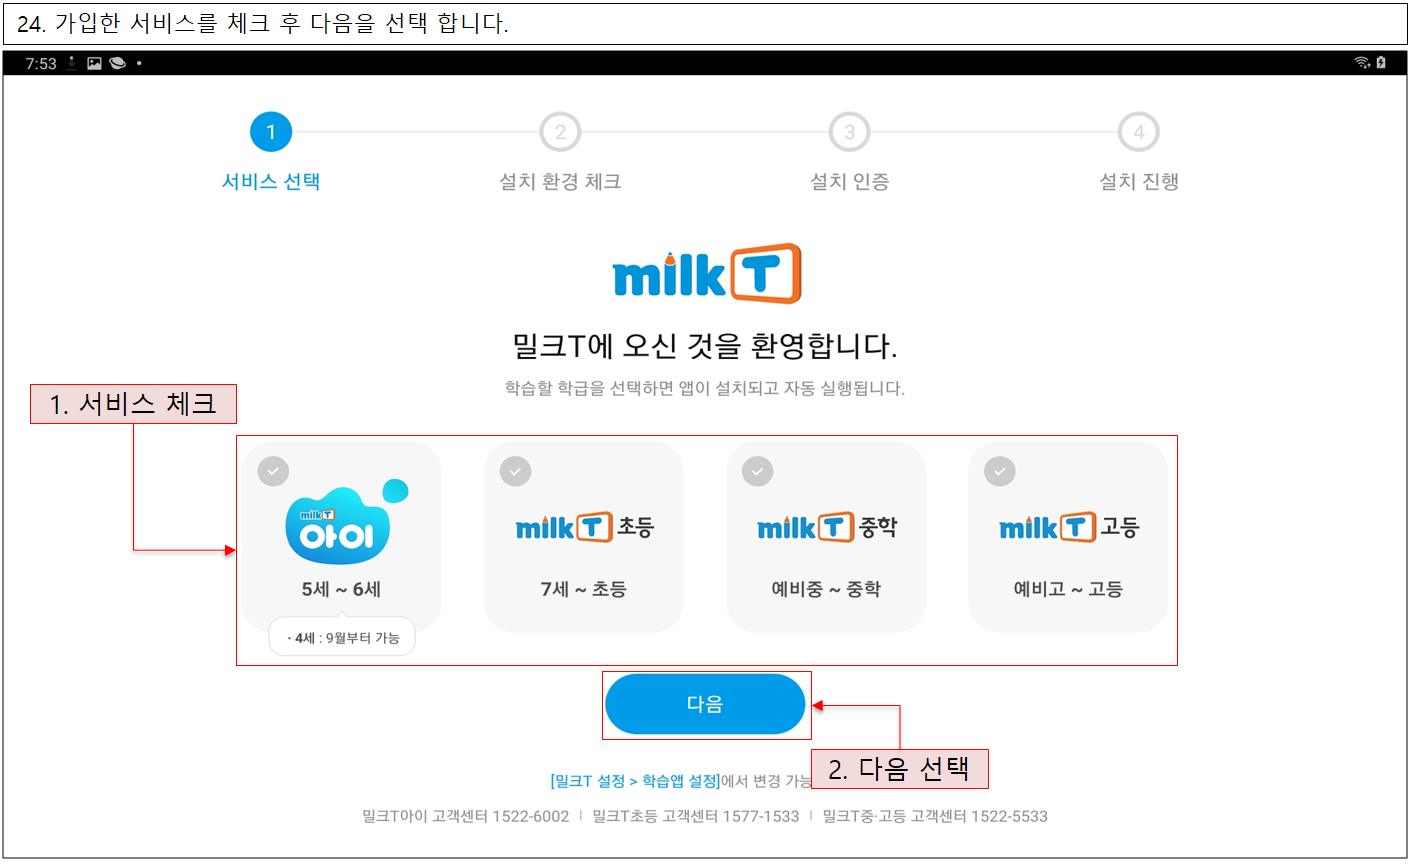 24. 가입한 서비스를 체크 후 다음을 선택 합니다.
7:53
1
2
3
4
서비스 선택
설치 환경 체크
설치 인증
설치 진행
milk T
밀크T에 오신 것을 환영합니다.
학습할 학급을 선택하면 앱이 설치되고 자동 실행됩니다.
1. 서비스 체크
milk T
아이
5세 ~ 6세
· 4세 : 9월부터 가능
milk T 초등
7세 ~ 초등
milk T 중학
예비중 ~ 중학
milk T 고등
예비고 ~ 고등
다음
2. 다음 선택
[밀크T 설정 > 학습앱 설정]에서 변경 가능
밀크T아이 고객센터 1522-6002 | 밀크T초등 고객센터 1577-1533 | 밀크T중·고등 고객센터 1522-5533